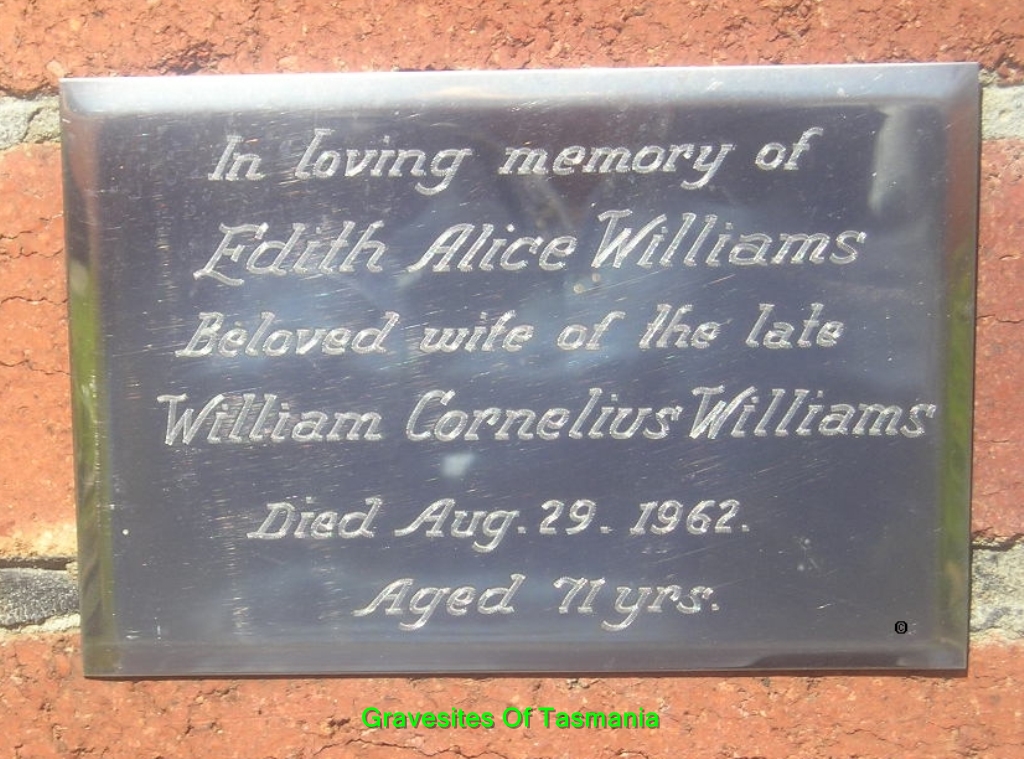 In loving memory of
Edith Alice Williams
Beloved wife of the late
William Cornelius Williams
Died Aug. 29. 1962.
Aged 71 yrs.
©
Gravesites Of Tasmania